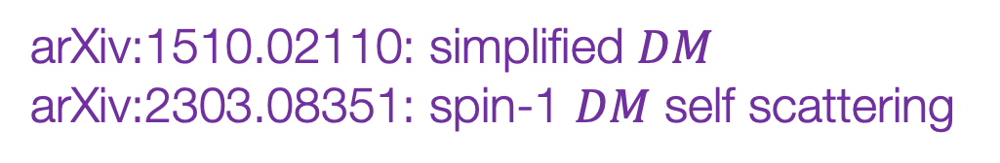 arXiv:1510.02110: simplified DM
arXiv:2303.08351: spin-1 DM self scattering